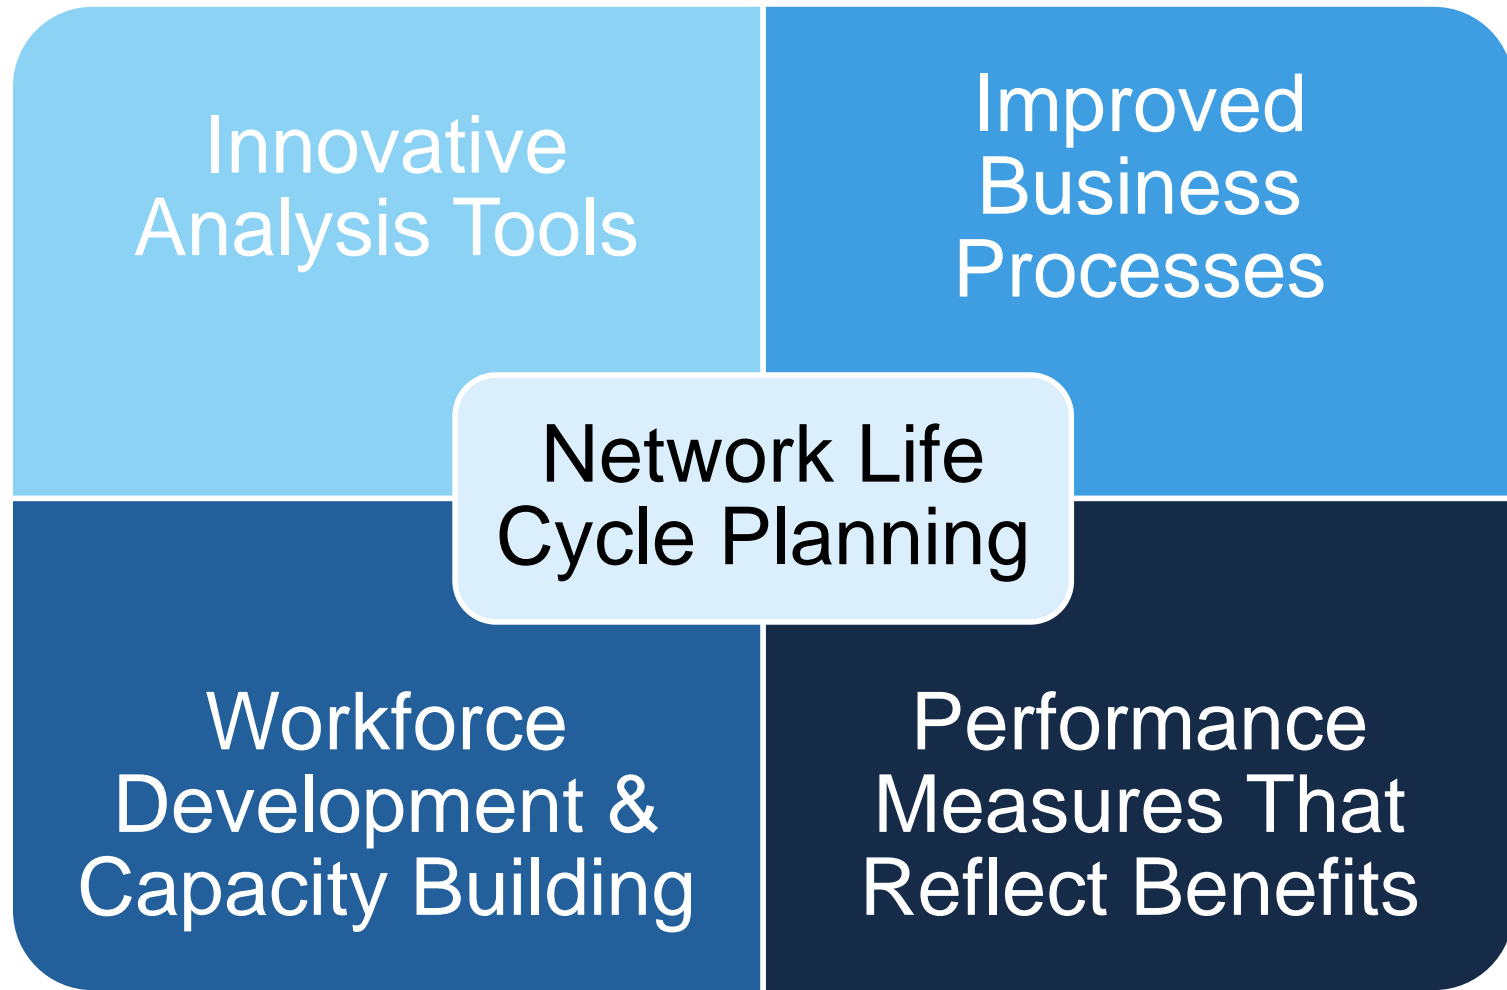 Innovative
Analysis Tools
Improved
Business
Processes
Network Life
Cycle Planning
Workforce
Development &
Capacity Building
Performance
Measures That
Reflect Benefits